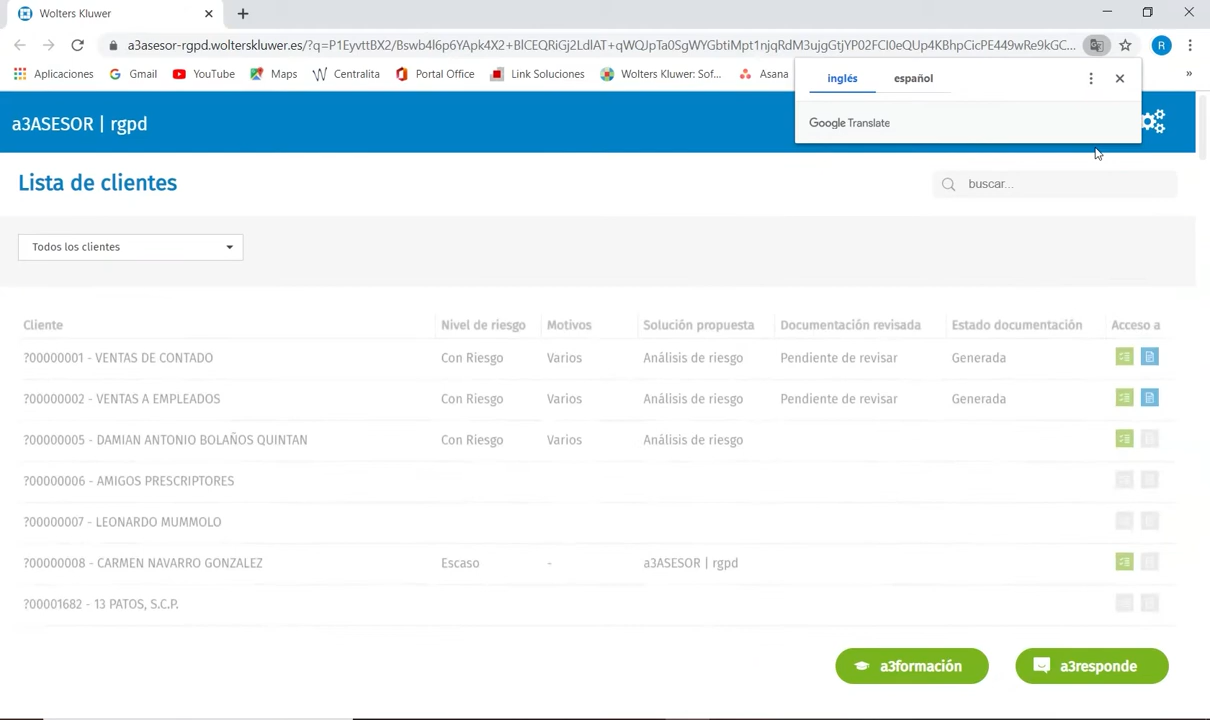 Wolters Kluwer
a3asesor-rgpd.wolterskluwer.es/?q=P1EyvttBX2/Bswb4l6p6YApk4X2+BlCEQRiGj2LdlAT+qWQJpTa0SgWYGbtiMpt1njqRdM3ujgGtjYP02FCI0eQUp4KBhpCicPE449wRe9kGC...
R
Aplicaciones
Gmail
YouTube
Maps
Centralita
Portal Office
Link Soluciones
Wolters Kluwer: Sof...
Asana
»
inglés español
Google Translate
a3ASESOR | rgpd
Lista de clientes
buscar...
Todos los clientes
Cliente Nivel de riesgo Motivos Solución propuesta Documentación revisada Estado documentación Acceso a
?00000001 - VENTAS DE CONTADO Con Riesgo Varios Análisis de riesgo Pendiente de revisar Generada
?00000002 - VENTAS A EMPLEADOS Con Riesgo Varios Análisis de riesgo Pendiente de revisar Generada
?00000005 - DAMIAN ANTONIO BOLAÑOS QUINTAN Con Riesgo Varios Análisis de riesgo
?00000006 - AMIGOS PRESCRIPTORES
?00000007 - LEONARDO MUMMOLO
?00000008 - CARMEN NAVARRO GONZALEZ Escaso - a3ASESOR | rgpd
?00001682 - 13 PATOS, S.C.P.
a3formación
a3responde